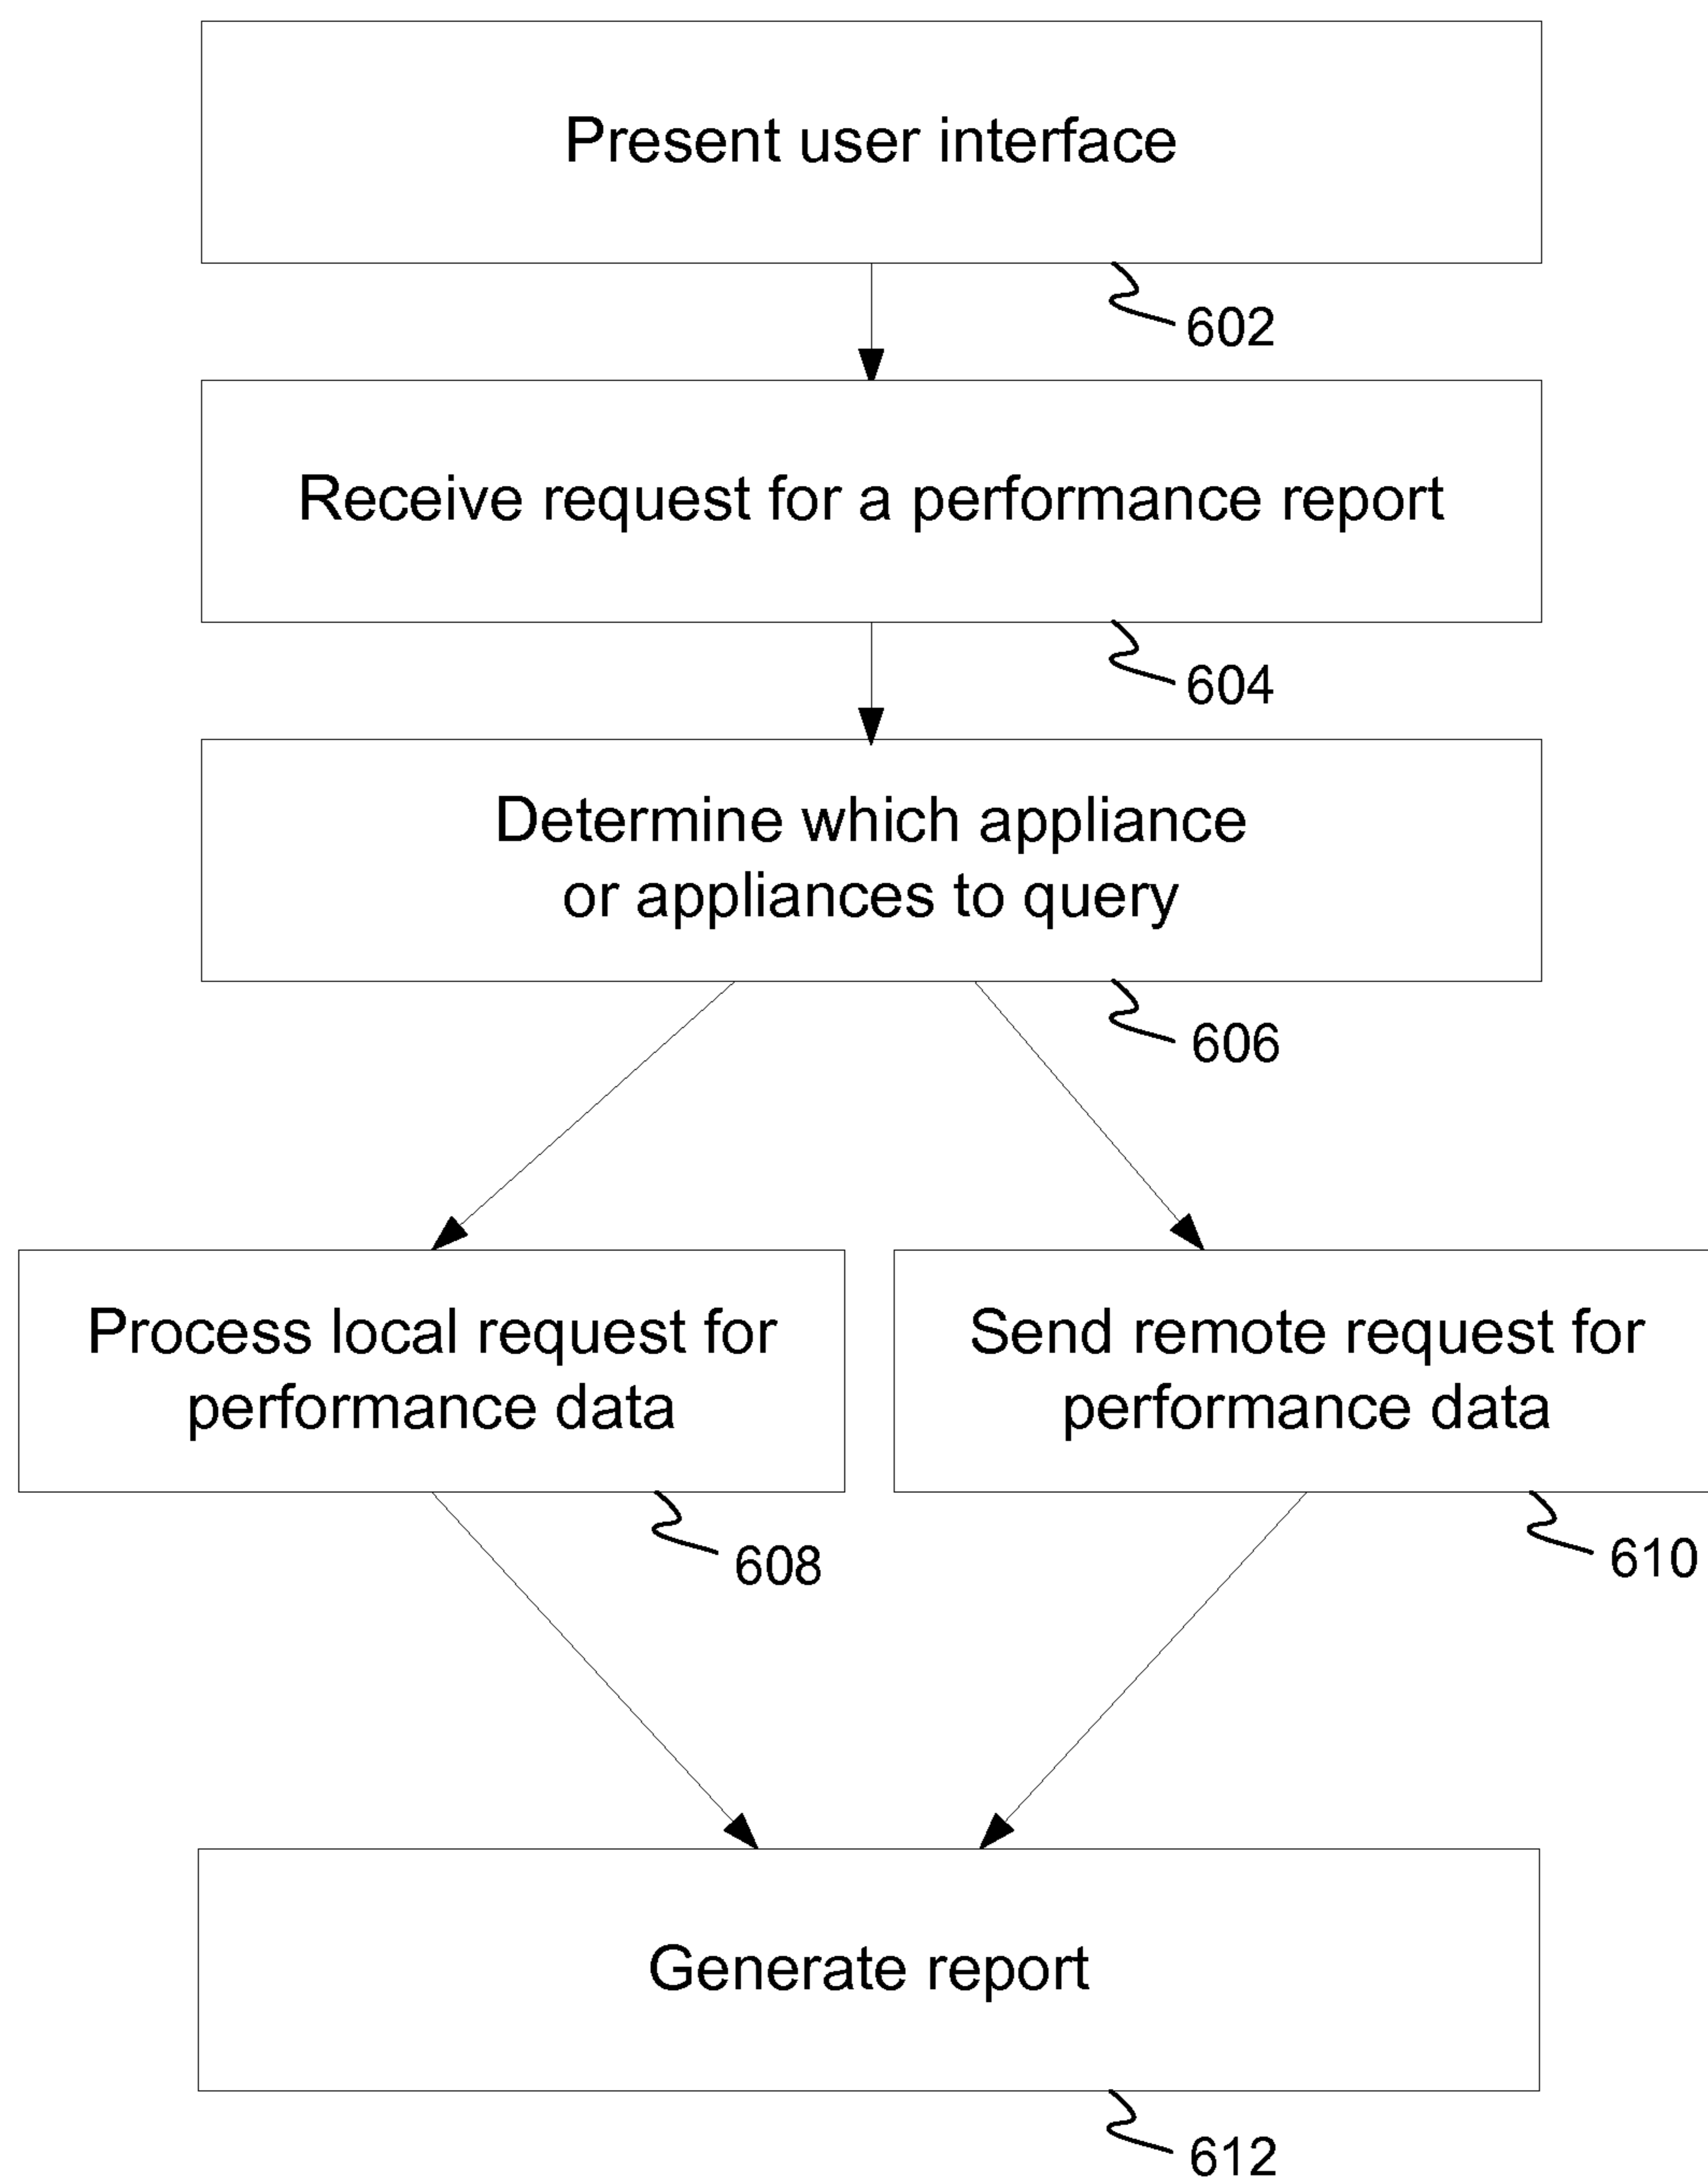 Present user interface
602
Receive request for a performance report
604
Determine which appliance
or appliances to query
606
Process local request for
performance data
608
Send remote request for
performance data
610
Generate report
612